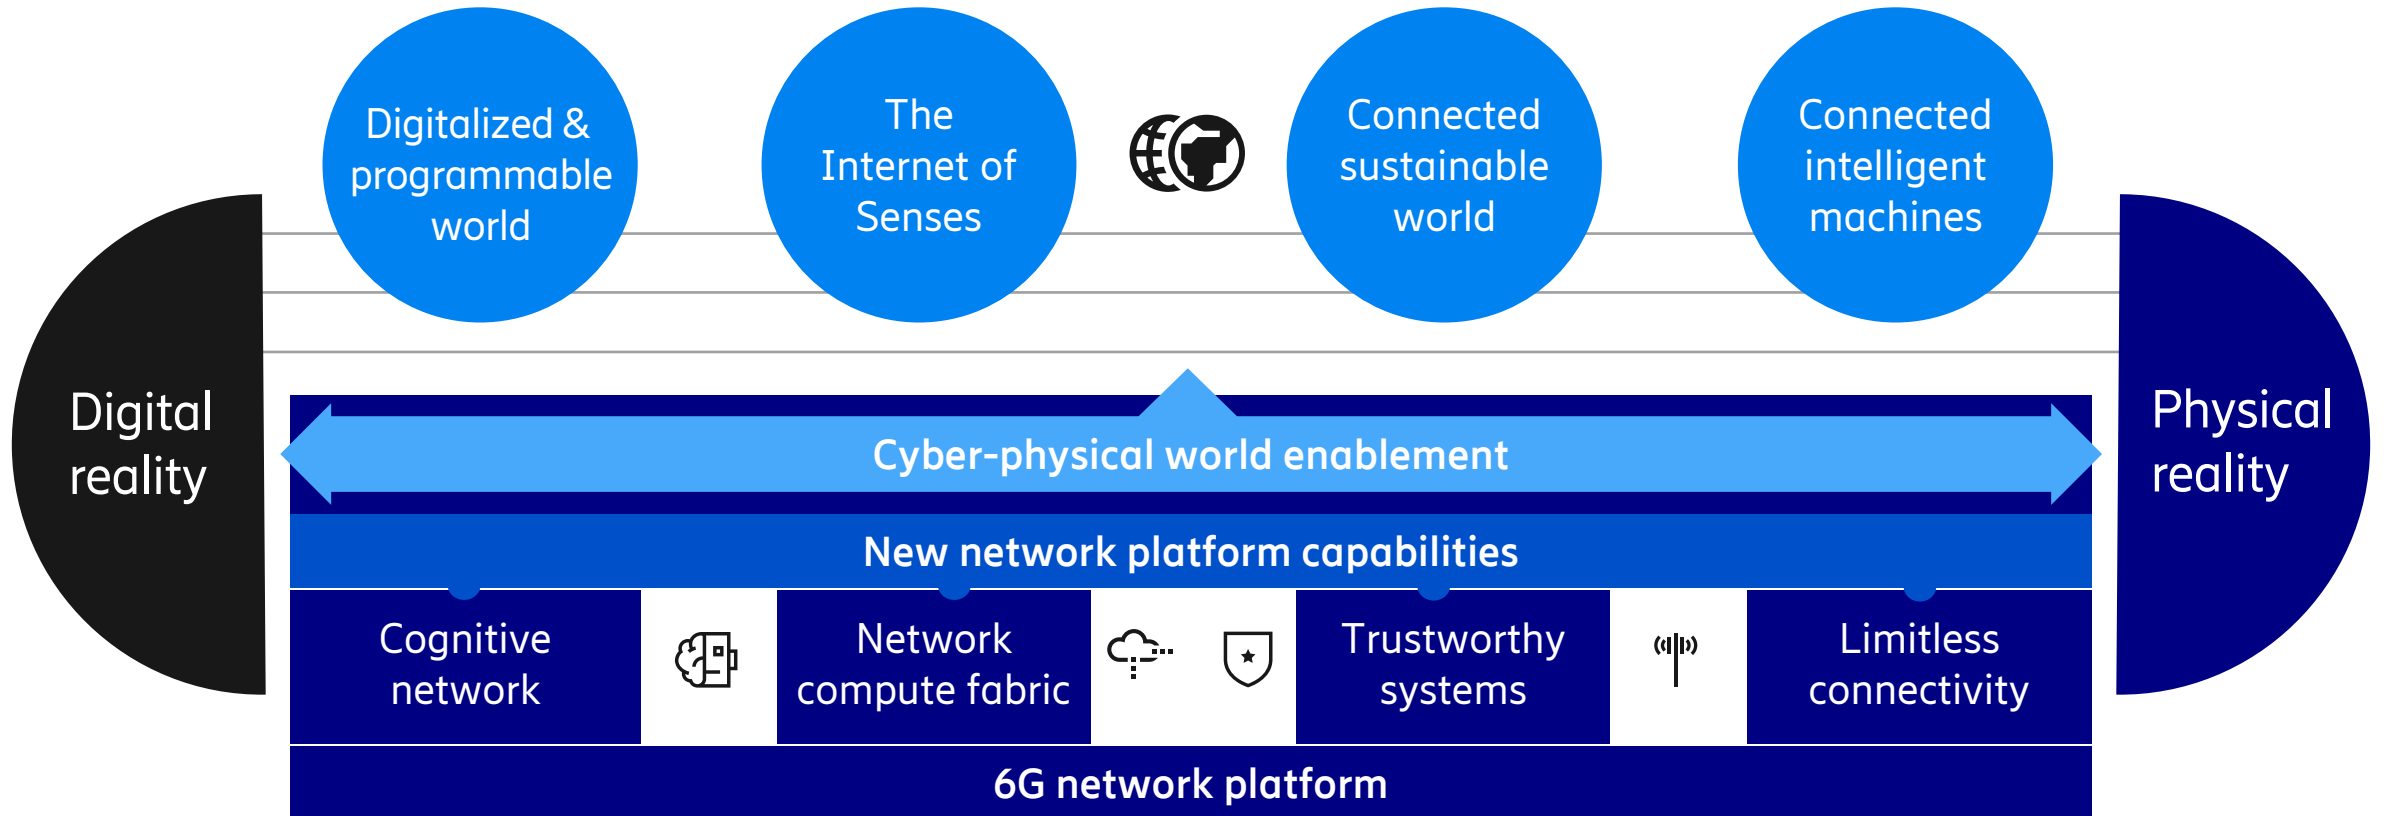 Digitalized &
programmable
world
The
Internet of
Senses
Connected
sustainable
world
Connected
intelligent
machines
Digital
reality
Physical
reality
Cyber-physical world enablement
New network platform capabilities
Cognitive
network
Network
compute fabric
Trustworthy
systems
Limitless
connectivity
6G network platform